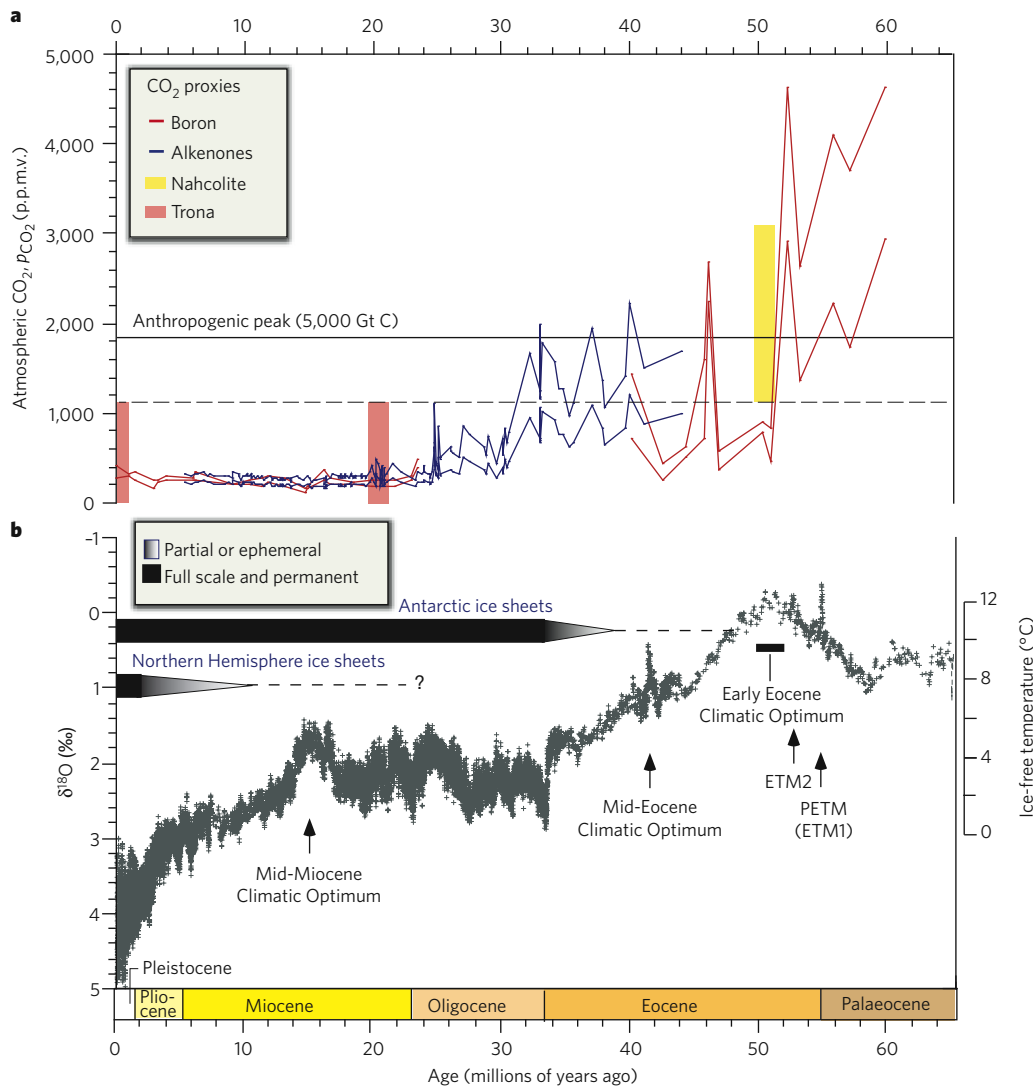 a
0 10 20 30 40 50 60
5,000
4,000
3,000
2,000
1,000
0
Atmospheric CO₂, pCO₂ (p.p.m.v.)
CO₂ proxies
Boron
Alkenones
Nahcolite
Trona
Anthropogenic peak (5,000 Gt C)
b
–1
0
1
2
3
4
5
δ¹⁸O (‰)
Partial or ephemeral
Full scale and permanent
Antarctic ice sheets
Northern Hemisphere ice sheets
?
12
10
8
6
4
2
0
Ice-free temperature (°C)
Early Eocene
Climatic Optimum
ETM2
PETM
(ETM1)
Mid-Eocene
Climatic Optimum
Mid-Miocene
Climatic Optimum
Pleistocene
Plio-
cene
Miocene
Oligocene
Eocene
Palaeocene
0 10 20 30 40 50 60
Age (millions of years ago)